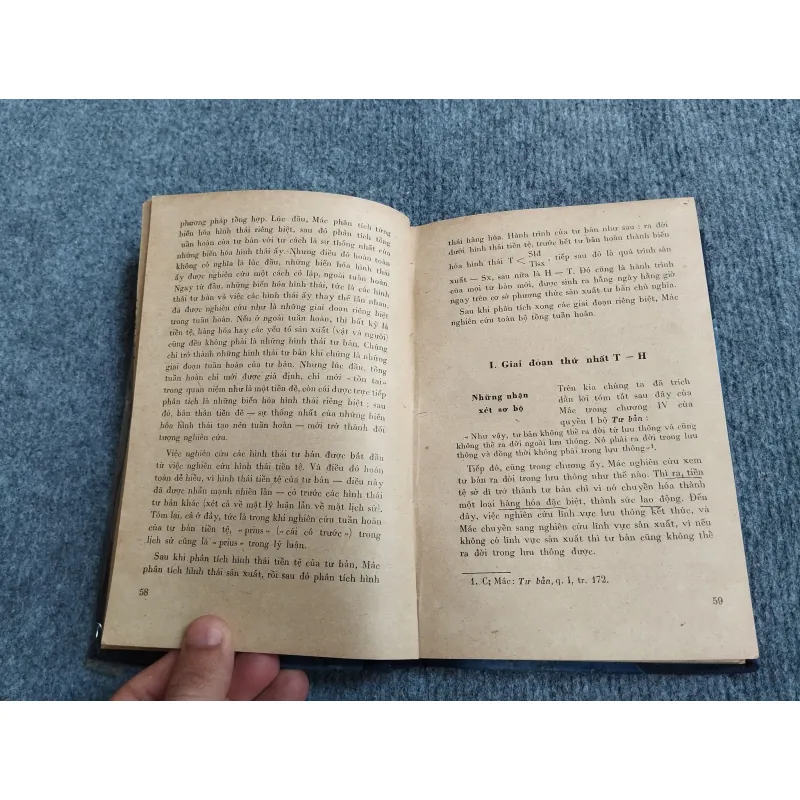 phương pháp tổng hợp. Lúc đầu, Mác phân tích từng
biến hóa hình thái riêng biệt, sau đó phân tích tổng
tuần hoàn của tư bản với tư cách là sự thống nhất của
những biến hóa hình thái ấy. Nhưng điều đó hoàn toàn
không có nghĩa là lúc đầu, những biến hóa hình thái
ấy được nghiên cứu một cách cô lập, ngoài tuần hoàn.
Ngay từ đầu, những biến hóa hình thái, tức là các hình
thái tư bản và việc các hình thái ấy thay thế lẫn nhau,
đã được nghiên cứu như là những giai đoạn riêng biệt
trong tuần hoàn. Nếu ở ngoài tuần hoàn, thì bất kỳ là
tiền tệ, hàng hóa hay các yếu tố sản xuất (vật và người)
cũng đều không phải là những hình thái tư bản. Chúng
chỉ trở thành những hình thái tư bản khi chúng là những
giai đoạn tuần hoàn của tư bản. Nhưng lúc đầu, tổng
tuần hoàn chỉ mới được giả định, chỉ mới «tồn tại»
trong quan niệm như là một tiền đề, còn cái được trực tiếp
phân tích là những biến hóa hình thái riêng biệt; sau
đó, bản thân tiền đề — sự thống nhất của những biến
hóa hình thái tạo nên tuần hoàn — mới trở thành đối
tượng nghiên cứu.
Việc nghiên cứu các hình thái tư bản được bắt đầu
từ việc nghiên cứu hình thái tiền tệ. Và điều đó hoàn
toàn dễ hiểu, vì hình thái tiền tệ của tư bản — điều này
đã được nhấn mạnh nhiều lần — có trước các hình thái
tư bản khác (xét cả về mặt lý luận lẫn về mặt lịch sử).
Tóm lại, cả ở đây, tức là trong khi nghiên cứu tuần hoàn
của tư bản tiền tệ, «prius» («cái có trước») trong
lịch sử cũng là «prius» trong lý luận.
Sau khi phân tích hình thái tiền tệ của tư bản, Mác
phân tích hình thái sản xuất, rồi sau đó phân tích hình
58
thái hàng hóa. Hành trình của tư bản như sau : ra đời
dưới hình thái tiền tệ, trước hết tư bản hoàn thành biến
Slđ
hóa hình thái T < , tiếp sau đó là quá trình sản
Tlsx
xuất — Sx, sau nữa là H — T. Đó cũng là hành trình
của mọi tư bản mới, được sinh ra hằng ngày hằng giờ
ngay trên cơ sở phương thức sản xuất tư bản chủ nghĩa.
Sau khi phân tích xong các giai đoạn riêng biệt, Mác
nghiên cứu toàn bộ tổng tuần hoàn.
I. Giai đoạn thứ nhất T — H
Những nhận
xét sơ bộ
Trên kia chúng ta đã trích
dẫn lời tóm tắt sau đây của
Mác trong chương IV của
quyển I bộ Tư bản :
«Như vậy, tư bản không thể ra đời từ lưu thông và cũng
không thể ra đời ngoài lưu thông. Nó phải ra đời trong lưu
thông và đồng thời không phải trong lưu thông»¹.
Tiếp đó, cũng trong chương ấy, Mác nghiên cứu xem
tư bản ra đời trong lưu thông như thế nào. Thì ra, tiền
tệ sở dĩ trở thành tư bản chỉ vì nó chuyển hóa thành
một loại hàng hóa đặc biệt, thành sức lao động. Đến
đây, việc nghiên cứu lĩnh vực lưu thông kết thúc, và
Mác chuyển sang nghiên cứu lĩnh vực sản xuất, vì nếu
không có lĩnh vực sản xuất thì tư bản cũng không thể
ra đời trong lưu thông được.
1. C; Mác: Tư bản, q. I, tr. 172.
59